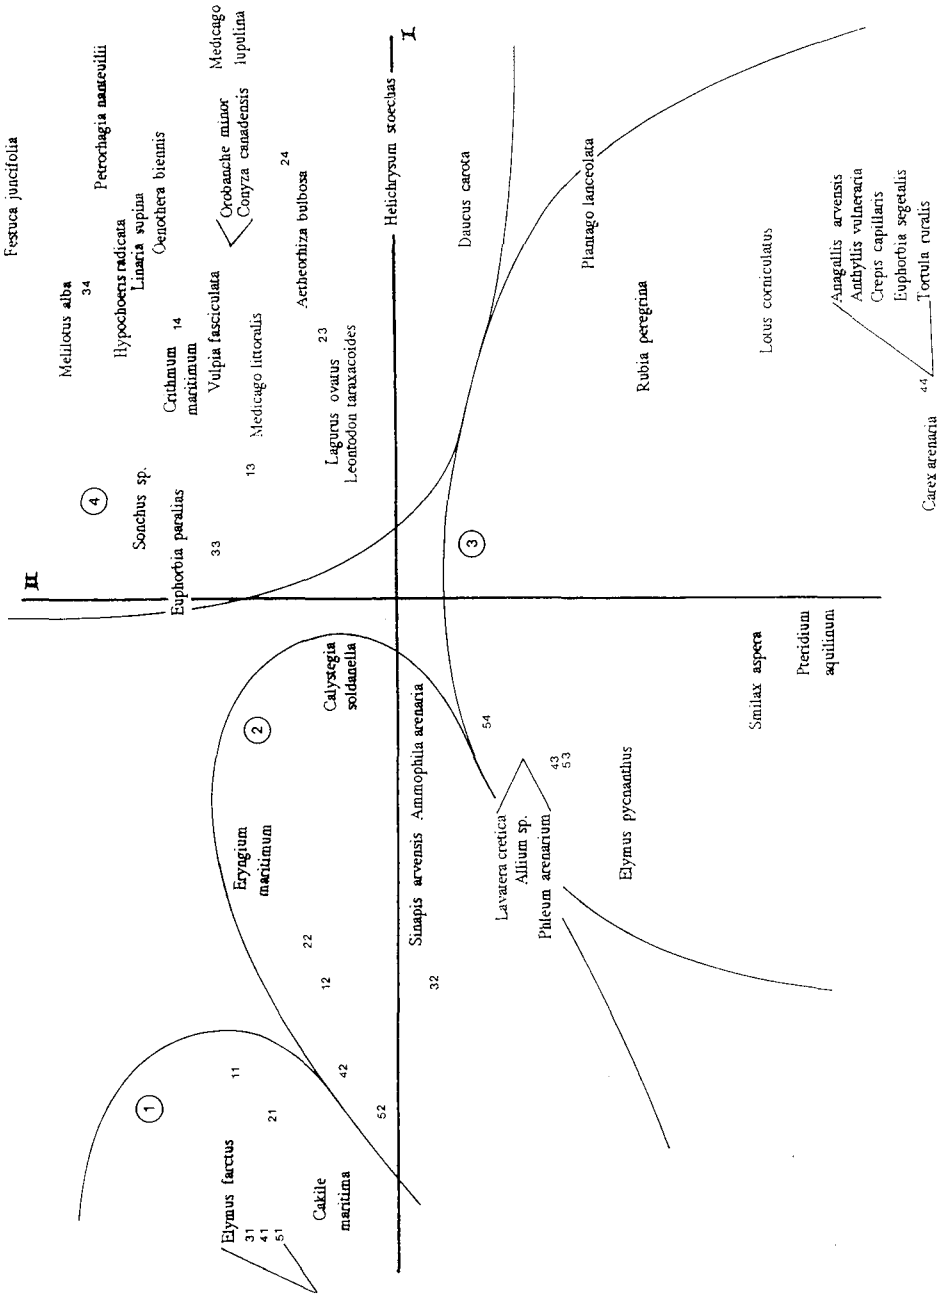 Festuca juncifolia
Petrorhagia nanteuilii
Medicago
lupulina
Orobanche minor
Conyza canadensis
Oenothera biennis
Linaria supina
Hypochoeris radicata
Melilotus alba
34
24
Helichrysum stoechas
I
Aetheorhiza bulbosa
Vulpia fasciculata
14
Crithmum
maritimum
Medicago littoralis
23
Lagurus ovatus
Leontodon taraxacoides
13
4
Sonchus sp.
Euphorbia paralias
33
II
Daucus carota
Plantago lanceolata
Rubia peregrina
Lotus corniculatus
Anagallis arvensis
Anthyllis vulneraria
Crepis capillaris
Euphorbia segetalis
Tortula ruralis
44
Carex arenaria
3
Calystegia
soldanella
2
Eryngium
maritimum
22
12
42
52
1
11
21
Elymus farctus
31
41
51
Cakile
maritima
Sinapis arvensis
Ammophila arenaria
32
54
43
53
Lavatera cretica
Allium sp.
Phleum arenarium
Elymus pycnanthus
Smilax aspera
Pteridium
aquilinum